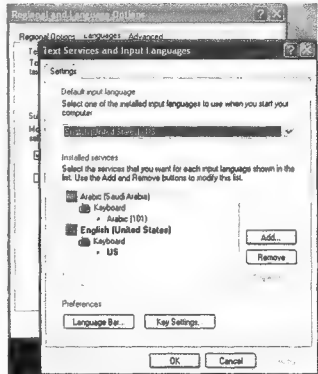 Regional and Language Options
Regional Options Languages Advanced
Text Services and Input Languages
Settings
Default input language
Select one of the installed input languages to use when you start your
computer
English (United States) - US
Installed services
Select the services that you want for each input language shown in the
list. Use the Add and Remove buttons to modify this list.
Arabic (Saudi Arabia)
Keyboard
Arabic (101)
English (United States)
Keyboard
US
Add...
Remove
Preferences
Language Bar...
Key Settings...
OK
Cancel